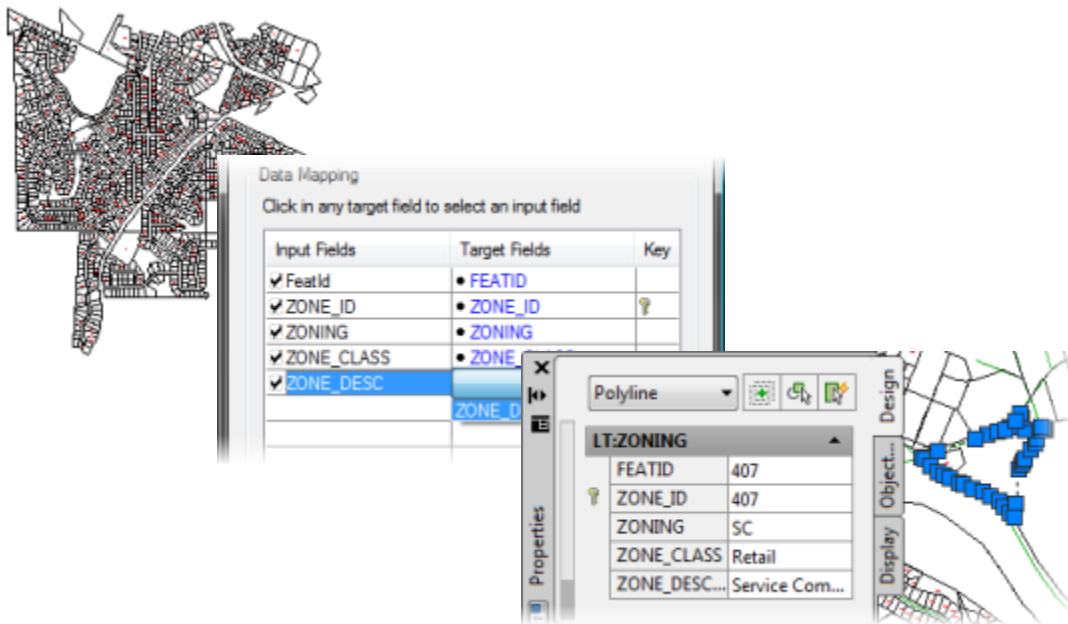 Data Mapping
Click in any target field to select an input field
Input Fields Target Fields Key
FeatId FEATID
ZONE_ID ZONE_ID
ZONING ZONING
ZONE_CLASS ZONE_CLASS
ZONE_DESC
ZONE_D
Polyline
LT:ZONING
FEATID 407
ZONE_ID 407
ZONING SC
ZONE_CLASS Retail
ZONE_DESC... Service Com...
Properties
Design
Object...
Display